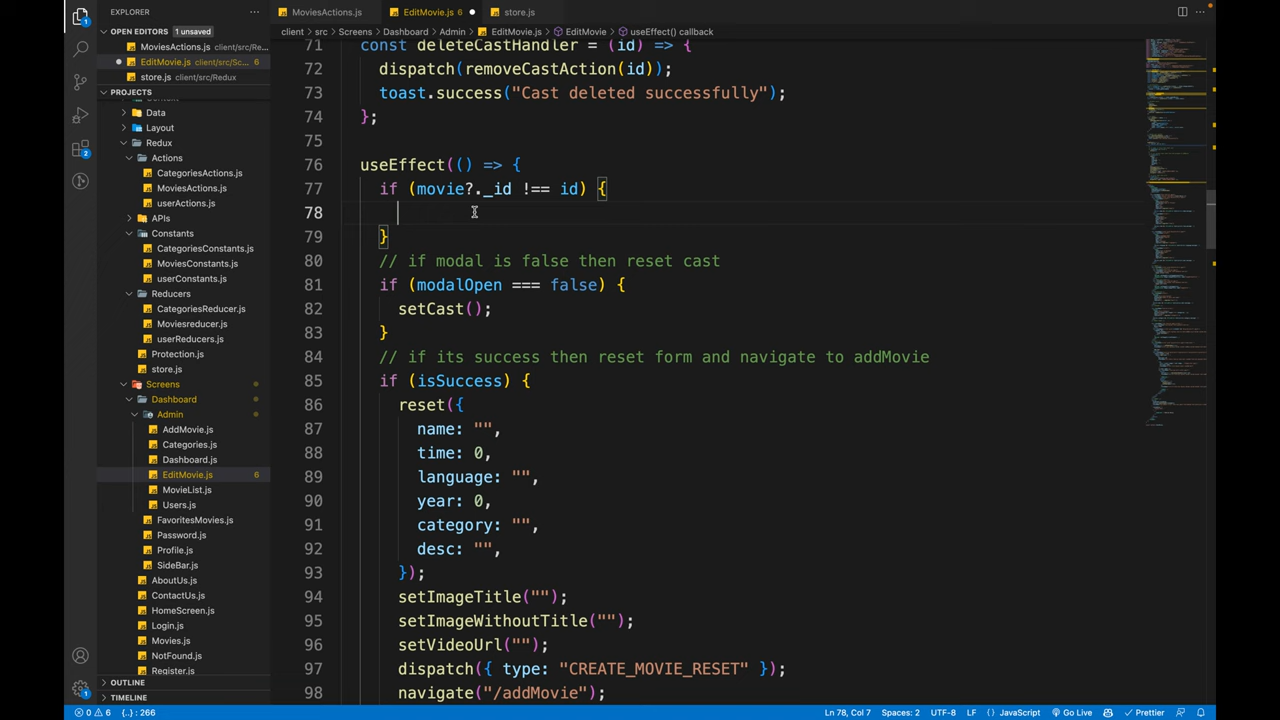 EXPLORER
MoviesActions.js
EditMovie.js 6
store.js
OPEN EDITORS 1 unsaved
MoviesActions.js client/src/Re...
EditMovie.js client/src/Sc... 6
store.js client/src/Redux
PROJECTS
Data
Layout
Redux
Actions
CategoriesActions.js
MoviesActions.js
userActions.js
APIs
Constants
CategoriesConstants.js
MoviesConstants.js
userConstants.js
Reducers
CategoriesReducer.js
Moviesreducer.js
userReducers.js
Protection.js
store.js
Screens
Dashboard
Admin
AddMovie.js
Categories.js
Dashboard.js
EditMovie.js 6
MovieList.js
Users.js
FavoritesMovies.js
Password.js
Profile.js
SideBar.js
AboutUs.js
ContactUs.js
HomeScreen.js
Login.js
Movies.js
NotFound.js
Register.js
OUTLINE
TIMELINE
client > src > Screens > Dashboard > Admin > EditMovie.js > EditMovie > useEffect() callback
71 const deleteCastHandler = (id) => {
72 dispatch(removeCastAction(id));
73 toast.success("Cast deleted successfully");
74 };
75
76 useEffect(() => {
77 if (movie?._id !== id) {
78
79 }
80 // if model is false then reset cast
81 if (modalOpen === false) {
82 setCast();
83 }
84 // if its success then reset form and navigate to addMovie
85 if (isSuccess) {
86 reset({
87 name: "",
88 time: 0,
89 language: "",
90 year: 0,
91 category: "",
92 desc: "",
93 });
94 setImageTitle("");
95 setImageWithoutTitle("");
96 setVideoUrl("");
97 dispatch({ type: "CREATE_MOVIE_RESET" });
98 navigate("/addMovie");
0 6 {..} : 266
Ln 78, Col 7 Spaces: 2 UTF-8 LF {} JavaScript Go Live Prettier